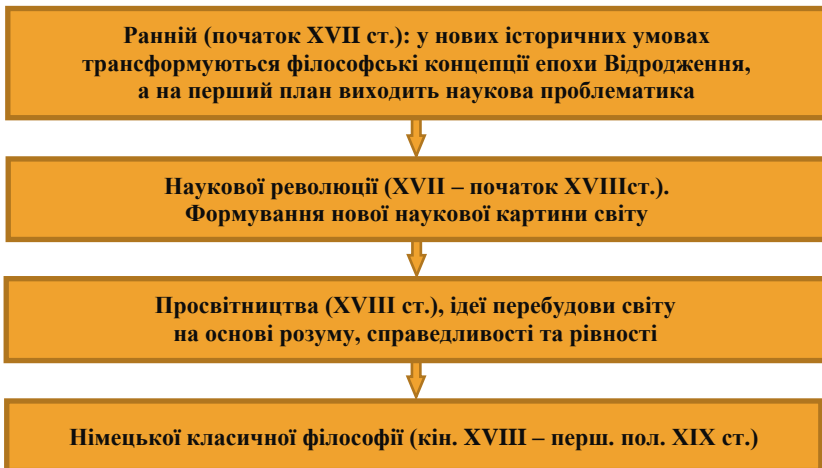 Ранній (початок XVII ст.): у нових історичних умовах
трансформуються філософські концепції епохи Відродження,
а на перший план виходить наукова проблематика
Наукової революції (XVII – початок XVIIIст.).
Формування нової наукової картини світу
Просвітництва (XVIII ст.), ідеї перебудови світу
на основі розуму, справедливості та рівності
Німецької класичної філософії (кін. XVIII – перш. пол. XIX ст.)